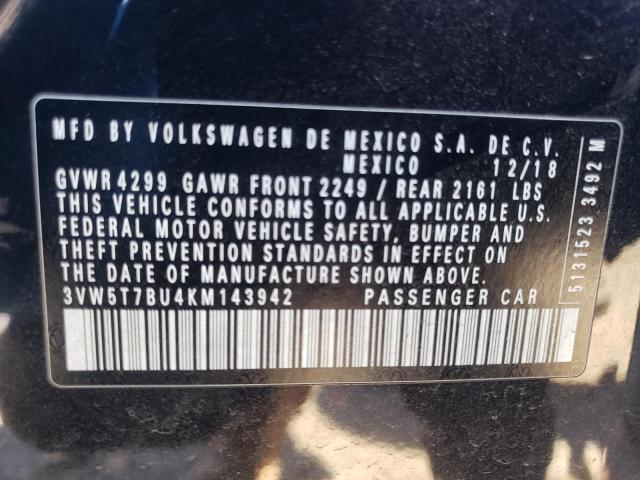 MFD BY VOLKSWAGEN DE MEXICO S.A. DE C.V.
MEXICO 12/18
GVWR 4299 GAWR FRONT 2249 / REAR 2161 LBS
THIS VEHICLE CONFORMS TO ALL APPLICABLE U.S.
FEDERAL MOTOR VEHICLE SAFETY, BUMPER AND
THEFT PREVENTION STANDARDS IN EFFECT ON
THE DATE OF MANUFACTURE SHOWN ABOVE.
3VW5T7BU4KM143942 PASSENGER CAR
5131523 3492 M